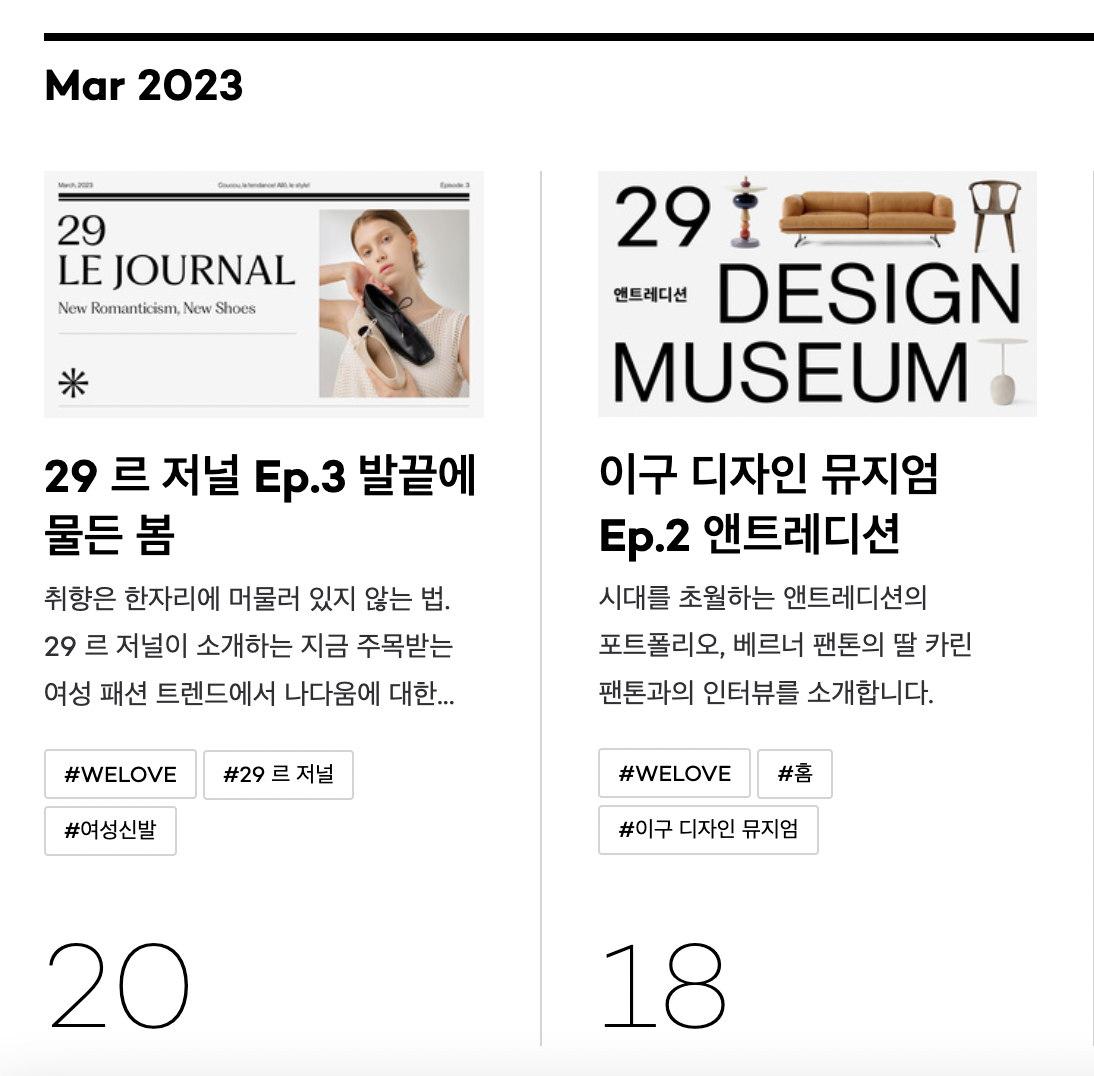 Mar 2023
March. 2023
Coucou, la tendance! Allô, le style!
Episode. 3
29
LE JOURNAL
New Romanticism, New Shoes
29 르 저널 Ep.3 발끝에
물든 봄
취향은 한자리에 머물러 있지 않는 법.
29 르 저널이 소개하는 지금 주목받는
여성 패션 트렌드에서 나다움에 대한...
#WELOVE
#29 르 저널
#여성신발
20
29
앤트레디션
DESIGN
MUSEUM
이구 디자인 뮤지엄
Ep.2 앤트레디션
시대를 초월하는 앤트레디션의
포트폴리오, 베르너 팬톤의 딸 카린
팬톤과의 인터뷰를 소개합니다.
#WELOVE
#홈
#이구 디자인 뮤지엄
18